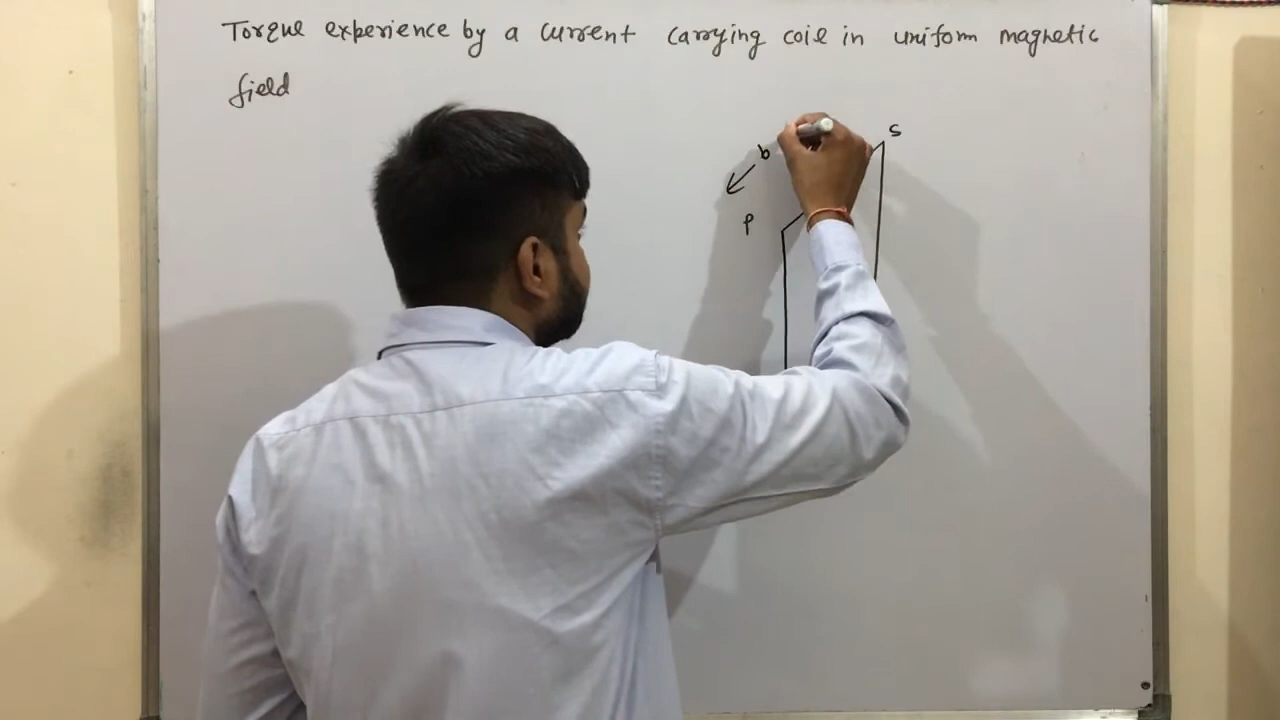 Torque experience by a current carrying coil in uniform magnetic
field
S
b
P